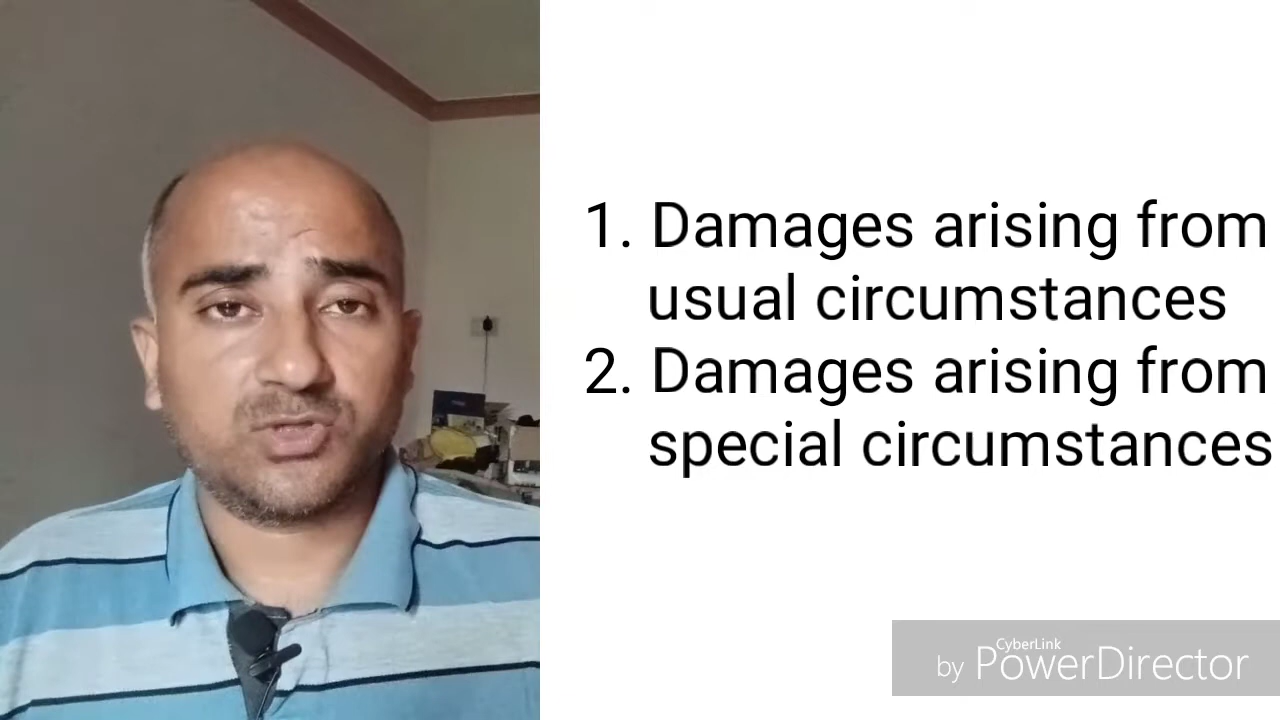 1. Damages arising from
usual circumstances
2. Damages arising from
special circumstances
CyberLink
by PowerDirector